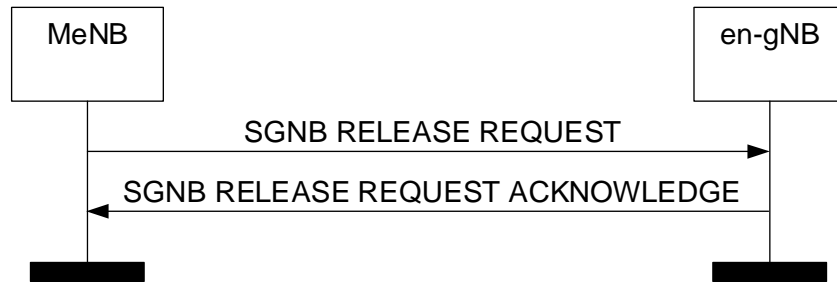 MeNB
en-gNB
SGNB RELEASE REQUEST
SGNB RELEASE REQUEST ACKNOWLEDGE